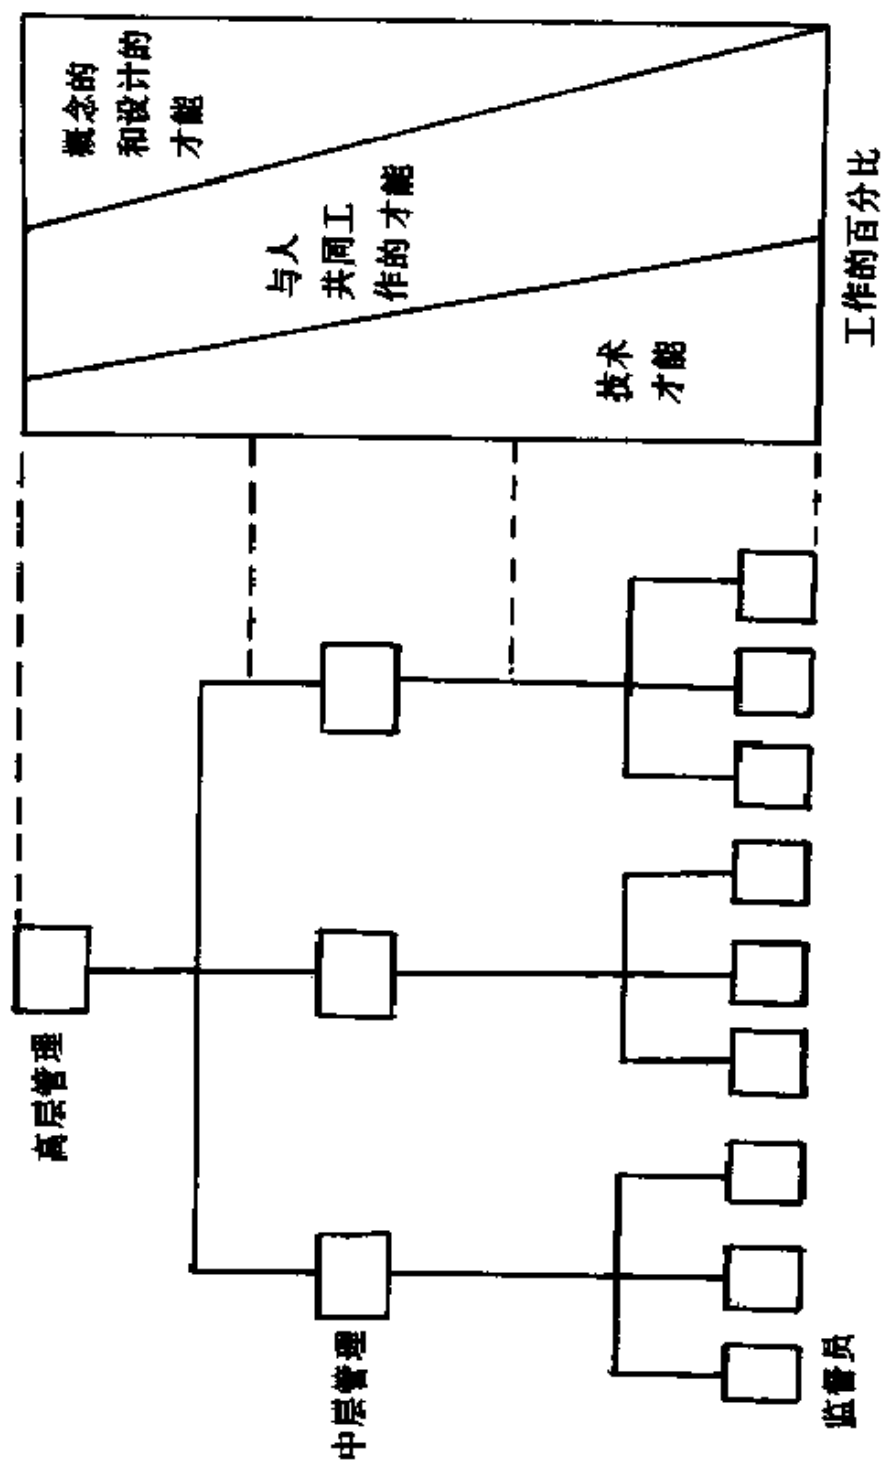 高层管理
中层管理
监督员
概念的
和设计的
才能
与人
共同工
作的才能
技术
才能
工作的百分比